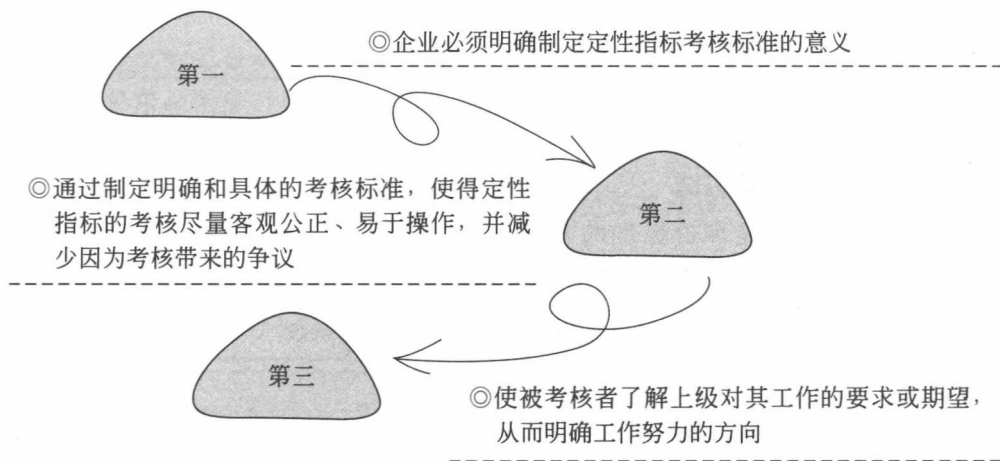 第一
◎企业必须明确制定定性指标考核标准的意义
◎通过制定明确和具体的考核标准，使得定性
指标的考核尽量客观公正、易于操作，并减
少因为考核带来的争议
第二
第三
◎使被考核者了解上级对其工作的要求或期望，
从而明确工作努力的方向